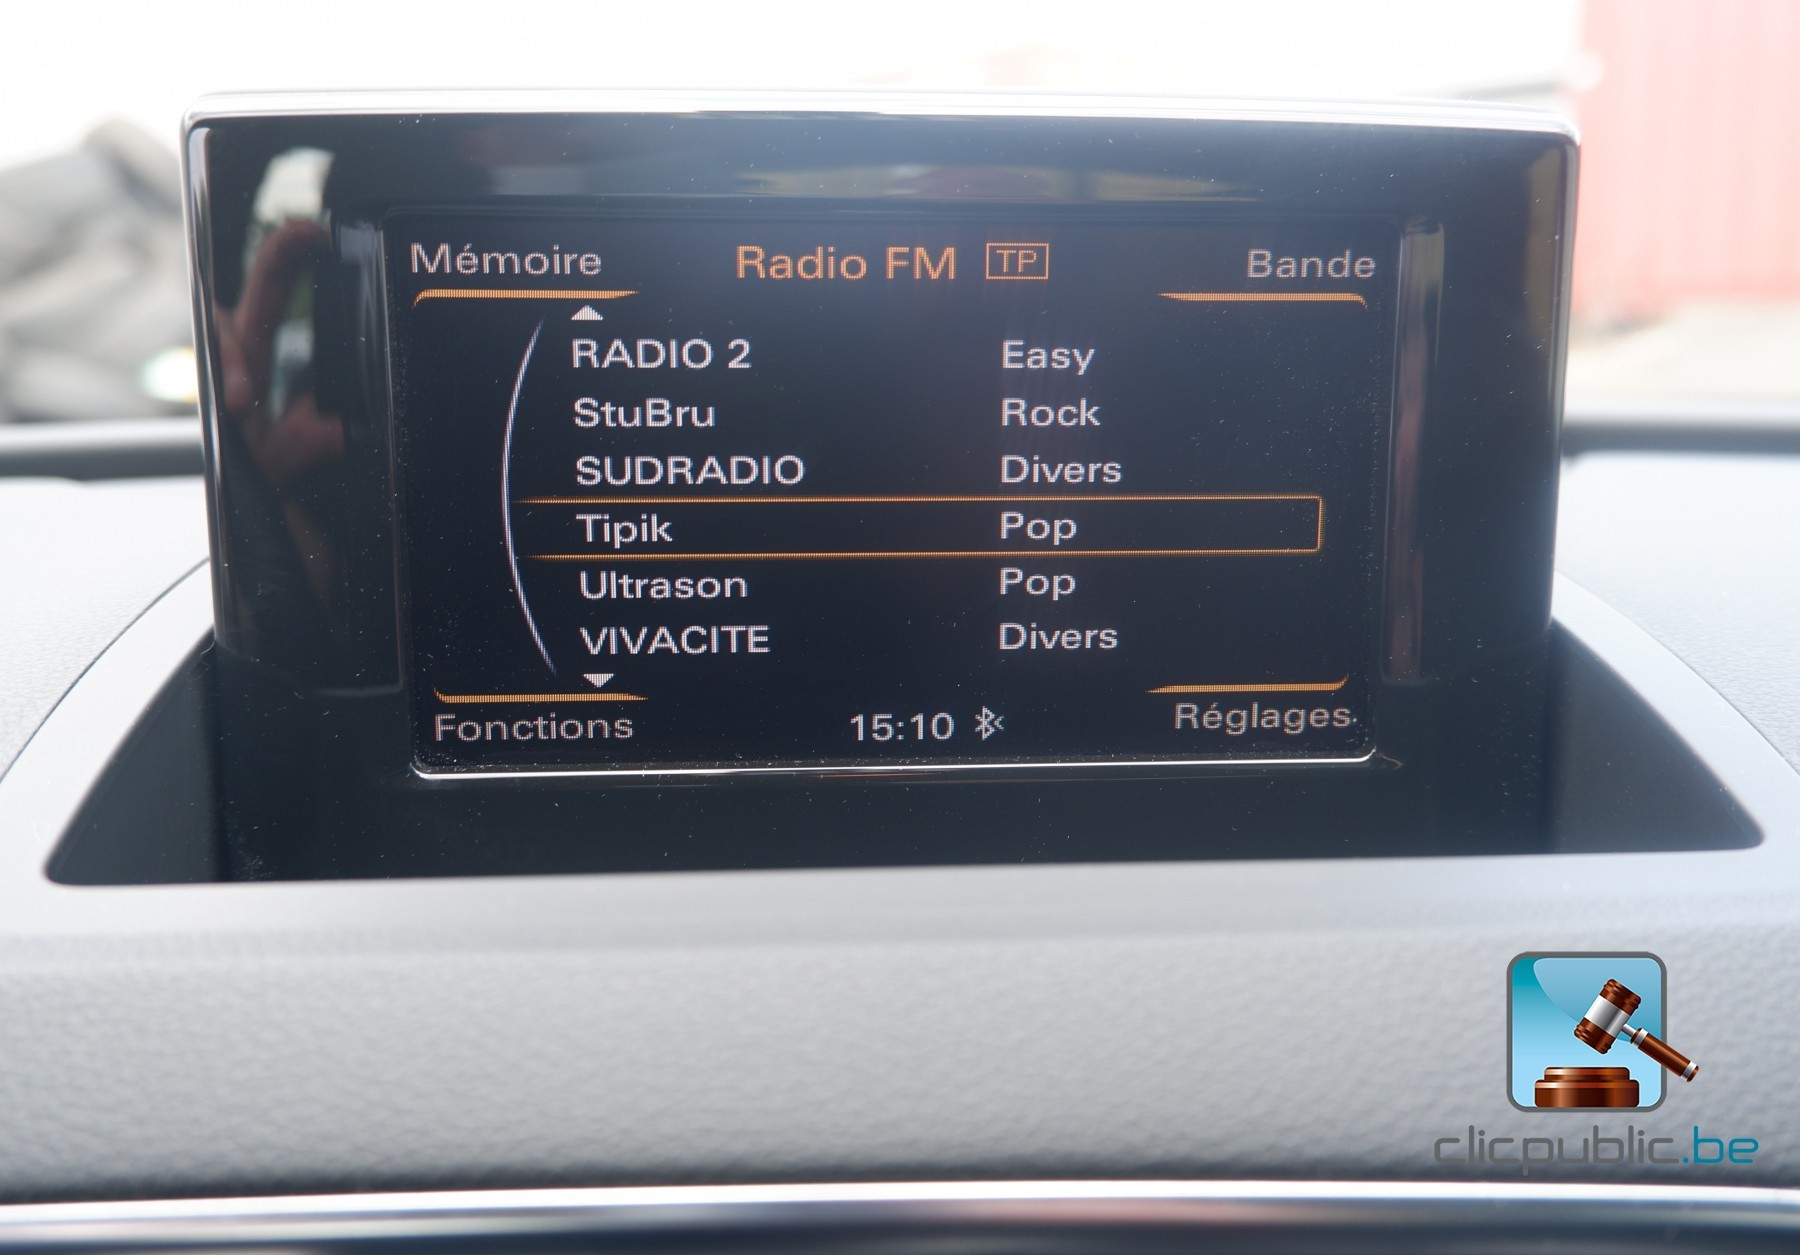 Mémoire Radio FM TP Bande
RADIO 2 Easy
StuBru Rock
SUDRADIO Divers
Tipik Pop
Ultrason Pop
VIVACITE Divers
Fonctions 15:10 Réglages
clicpublic.be